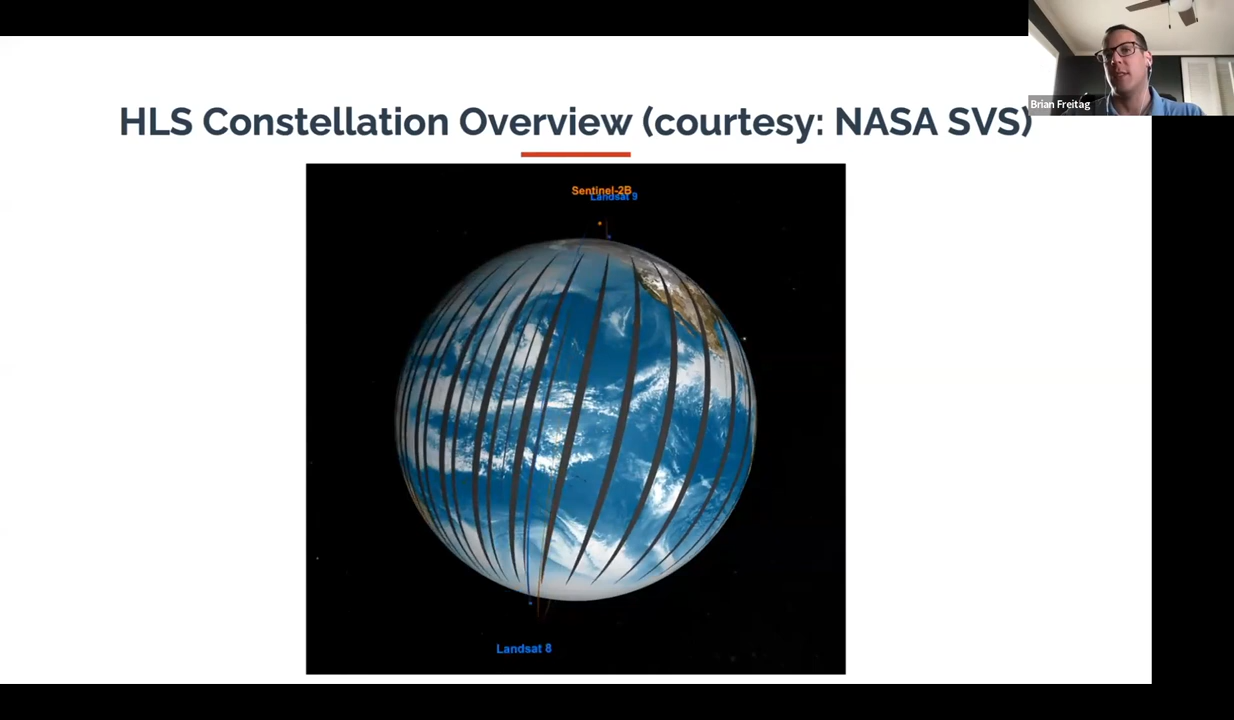 HLS Constellation Overview (courtesy: NASA SVS)
Brian Freitag
Sentinel-2B
Landsat 9
Landsat 8